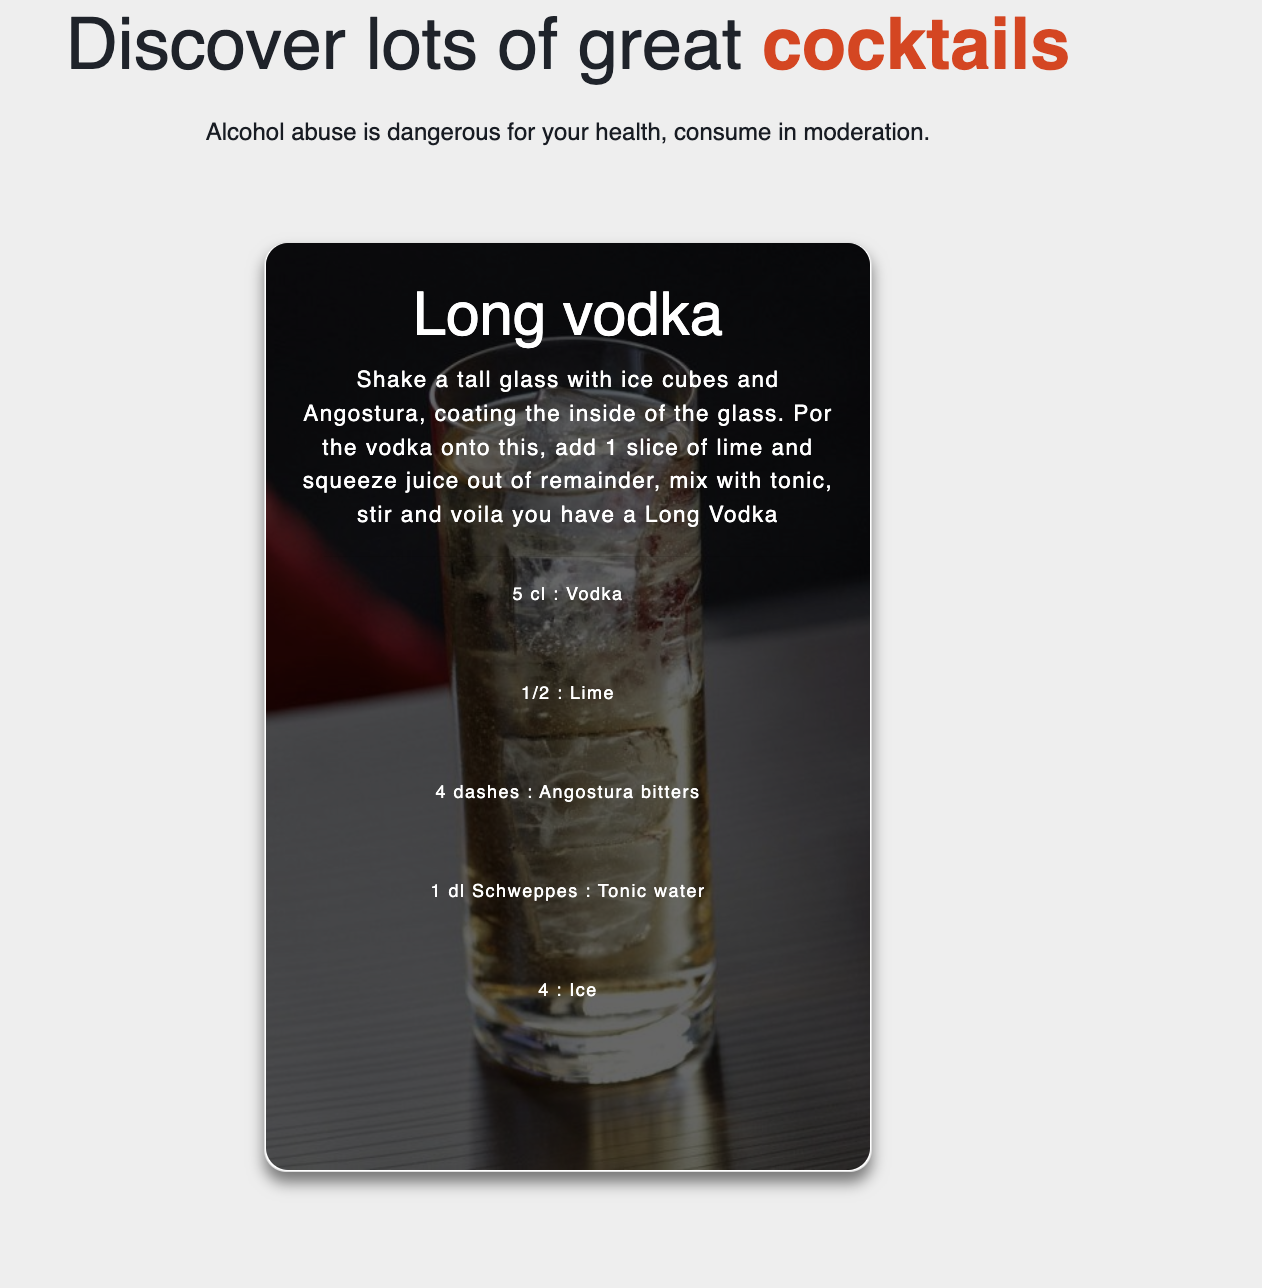 Discover lots of great cocktails
Alcohol abuse is dangerous for your health, consume in moderation.
Long vodka
Shake a tall glass with ice cubes and
Angostura, coating the inside of the glass. Por
the vodka onto this, add 1 slice of lime and
squeeze juice out of remainder, mix with tonic,
stir and voila you have a Long Vodka
5 cl : Vodka
1/2 : Lime
4 dashes : Angostura bitters
1 dl Schweppes : Tonic water
4 : Ice